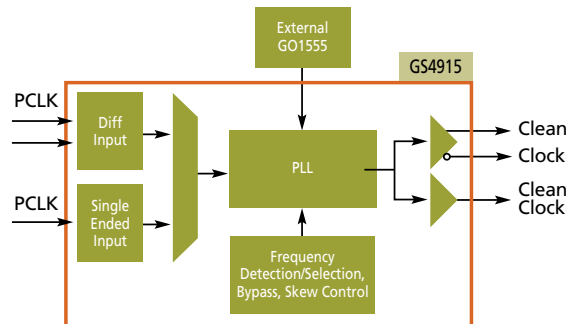 External
GO1555
GS4915
PCLK
Diff
Input
PLL
Clean
Clock
PCLK
Single
Ended
Input
Clean
Clock
Frequency
Detection/Selection,
Bypass, Skew Control